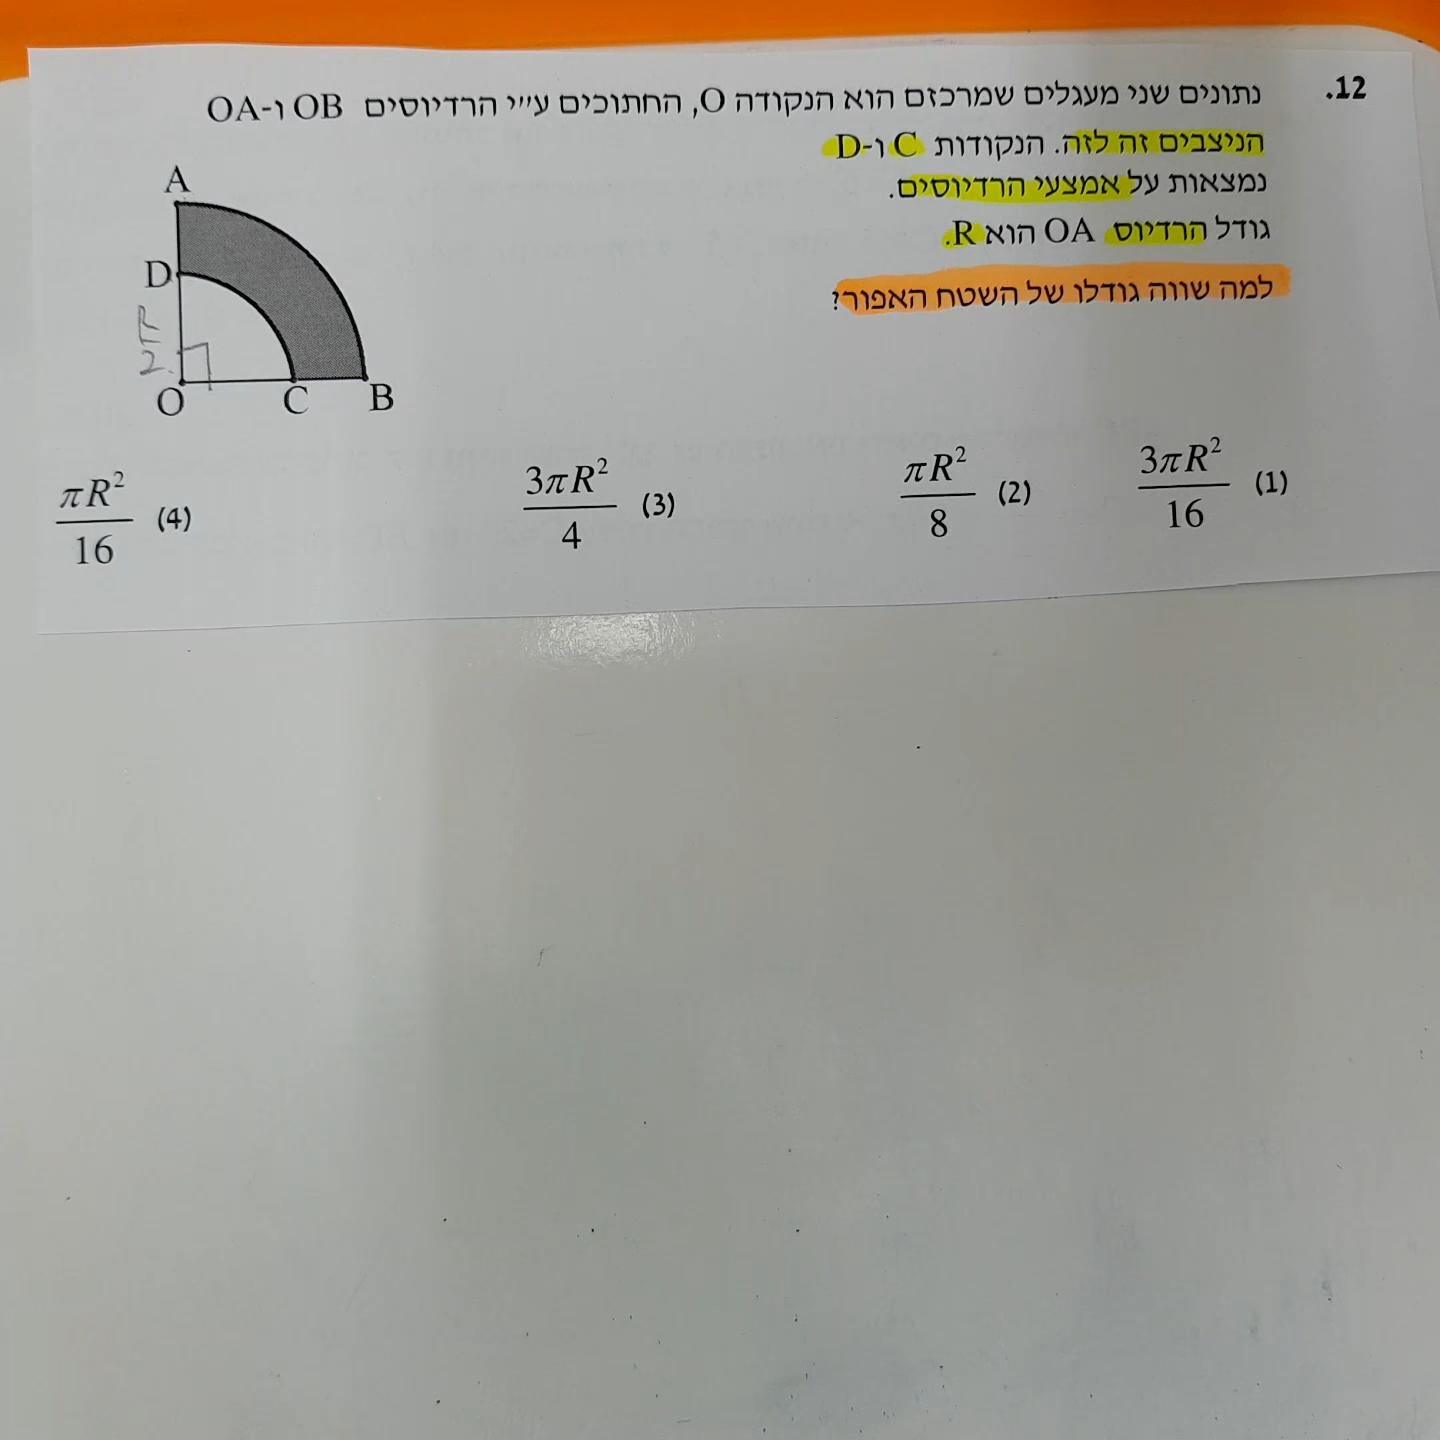 12. נתונים שני מעגלים שמרכזם הוא הנקודה O, החתוכים ע״י הרדיוסים OB ו-OA
הניצבים זה לזה. הנקודות C ו-D
נמצאות על אמצעי הרדיוסים.
גודל הרדיוס OA הוא R.
למה שווה גודלו של השטח האפור?
A
D
O
C
B
(1) 3πR²/16
(2) πR²/8
(3) 3πR²/4
(4) πR²/16